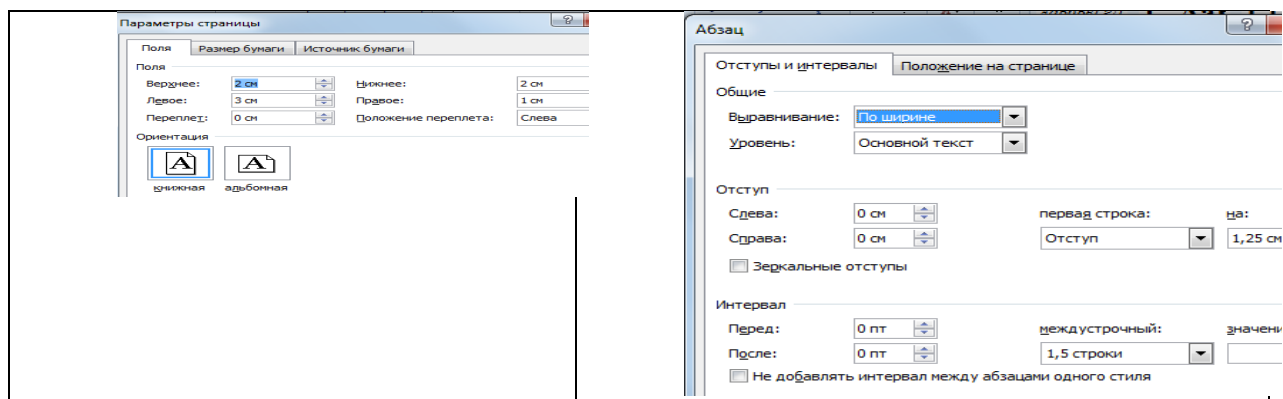 Параметры страницы
Поля Размер бумаги Источник бумаги
Поля
Верхнее: 2 см Нижнее: 2 см
Левое: 3 см Правое: 1 см
Переплет: 0 см Положение переплета: Слева
Ориентация
книжная альбомная
Абзац
Отступы и интервалы Положение на странице
Общие
Выравнивание: По ширине
Уровень: Основной текст
Отступ
Слева: 0 см первая строка: на:
Справа: 0 см Отступ 1,25 см
Зеркальные отступы
Интервал
Перед: 0 пт междустрочный:
После: 0 пт 1,5 строки
Не добавлять интервал между абзацами одного стиля